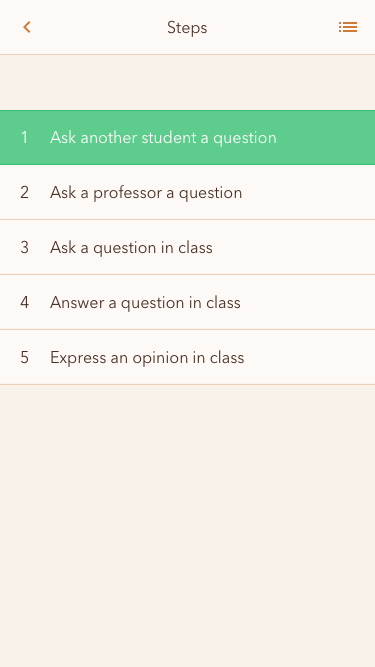 Steps
1 Ask another student a question
2 Ask a professor a question
3 Ask a question in class
4 Answer a question in class
5 Express an opinion in class